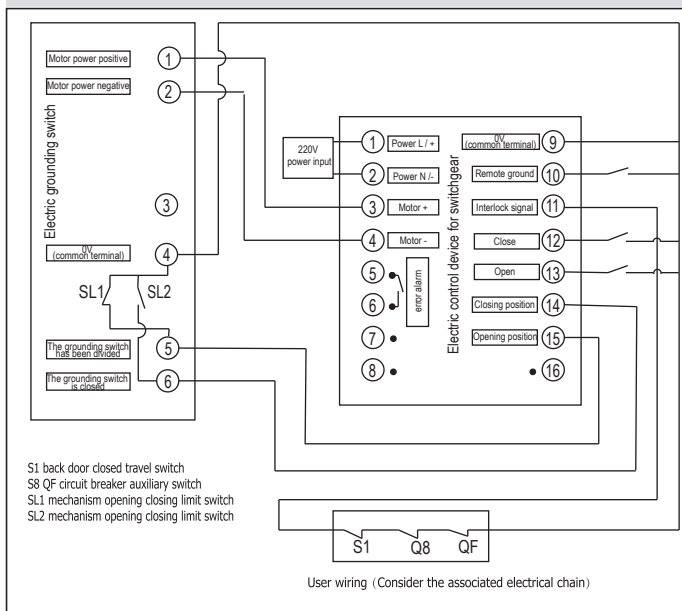 Electric grounding switch
Motor power positive
1
Motor power negative
2
3
0V
(common terminal)
4
SL1
SL2
The grounding switch
has been divided
5
The grounding switch
is closed
6
220V
power input
Electric control device for switchgear
1
Power L / +
2
Power N /-
3
Motor +
4
Motor -
5
6
error alarm
7
8
0V
(common terminal)
9
Remote ground
10
Interlock signal
11
Close
12
Open
13
Closing position
14
Opening position
15
16
S1 back door closed travel switch
S8 QF circuit breaker auxiliary switch
SL1 mechanism opening closing limit switch
SL2 mechanism opening closing limit switch
S1
Q8
QF
User wiring（Consider the associated electrical chain）